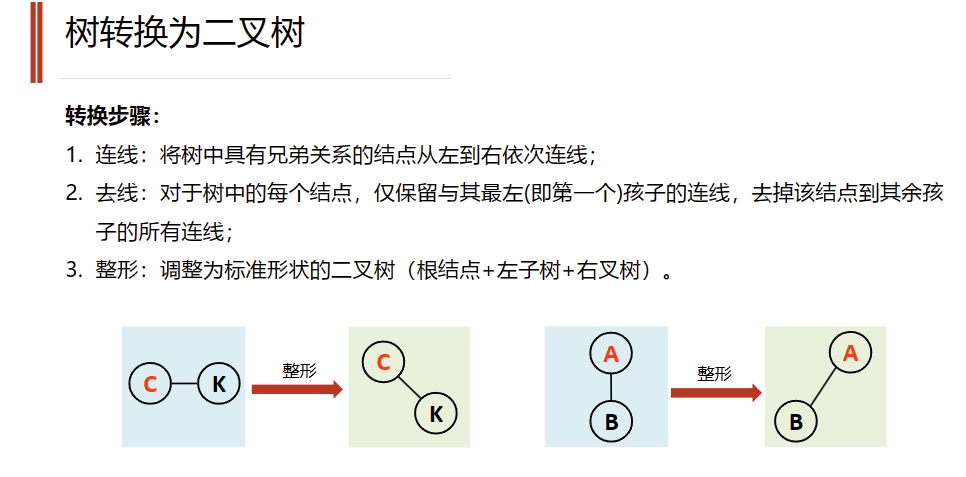 树转换为二叉树
转换步骤：
1. 连线：将树中具有兄弟关系的结点从左到右依次连线；
2. 去线：对于树中的每个结点，仅保留与其最左(即第一个)孩子的连线，去掉该结点到其余孩
子的所有连线；
3. 整形：调整为标准形状的二叉树（根结点+左子树+右叉树）。
C K
整形
C
K
A
B
整形
A
B